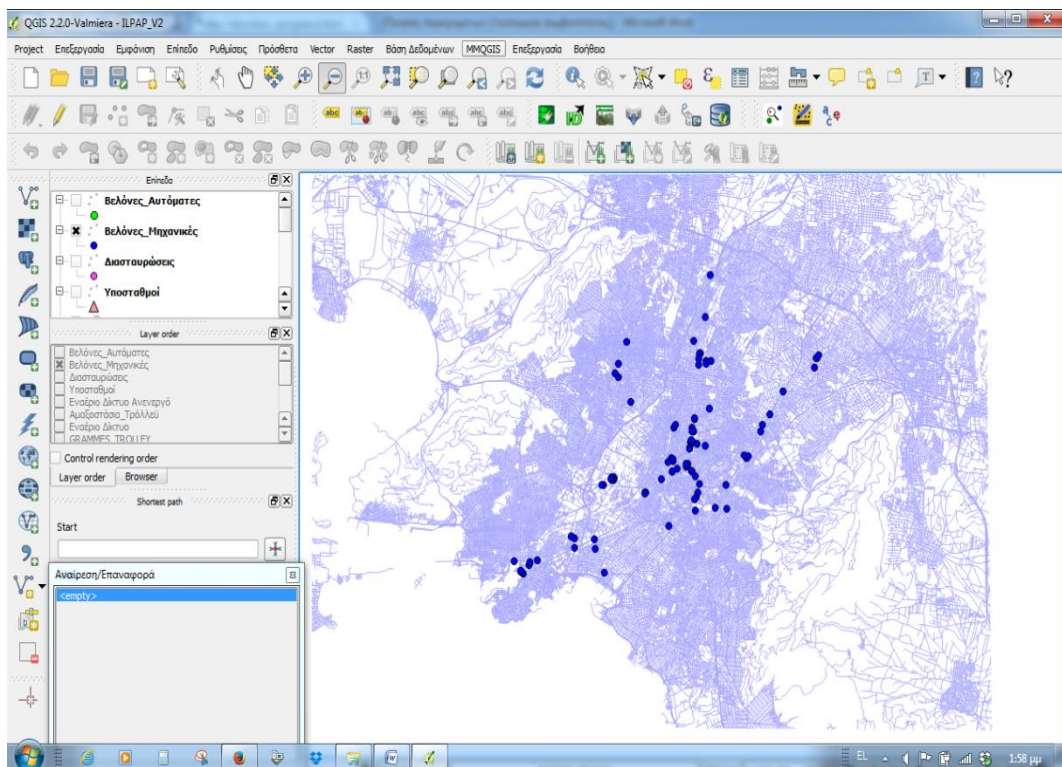 QGIS 2.2.0-Valmiera - ILPAP_V2
Project Επεξεργασία Εμφάνιση Επίπεδο Ρυθμίσεις Πρόσθετα Vector Raster Βάση Δεδομένων MMQGIS Επεξεργασία Βοήθεια
Επίπεδα
Βελόνες_Αυτόματες
Βελόνες_Μηχανικές
Διασταυρώσεις
Υποσταθμοί
Layer order
Βελόνες_Αυτόματες
Βελόνες_Μηχανικές
Διασταυρώσεις
Υποσταθμοί
Εναέριο Δίκτυο Ανενεργό
Αμαξοστάσιο_Τρόλλεϋ
Εναέριο Δίκτυο
GRAMMES_TROLLEY
Control rendering order
Layer order Browser
Shortest path
Start
Αναίρεση/Επαναφορά
<empty>
EL 1:58 μμ